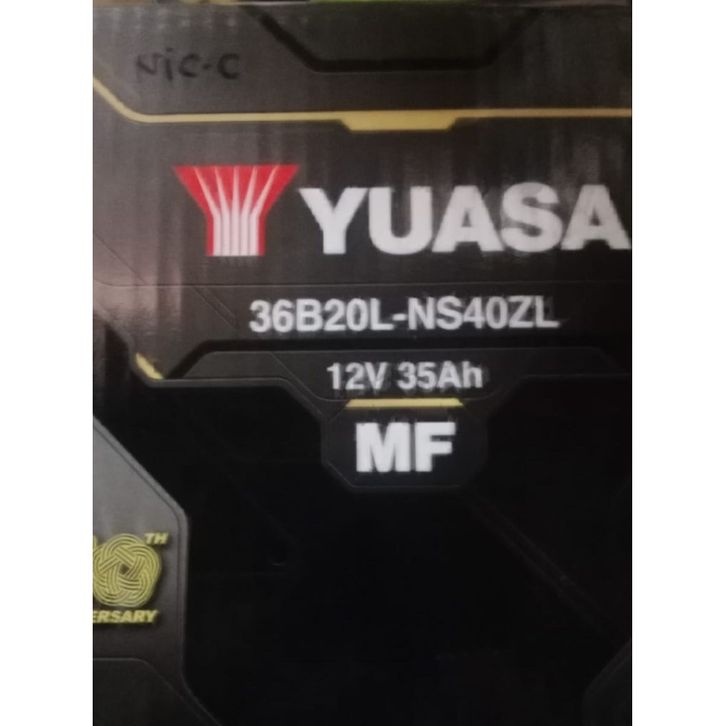 NiC-C
YUASA
36B20L-NS40ZL
12V 35Ah
MF
TH
ERSARY